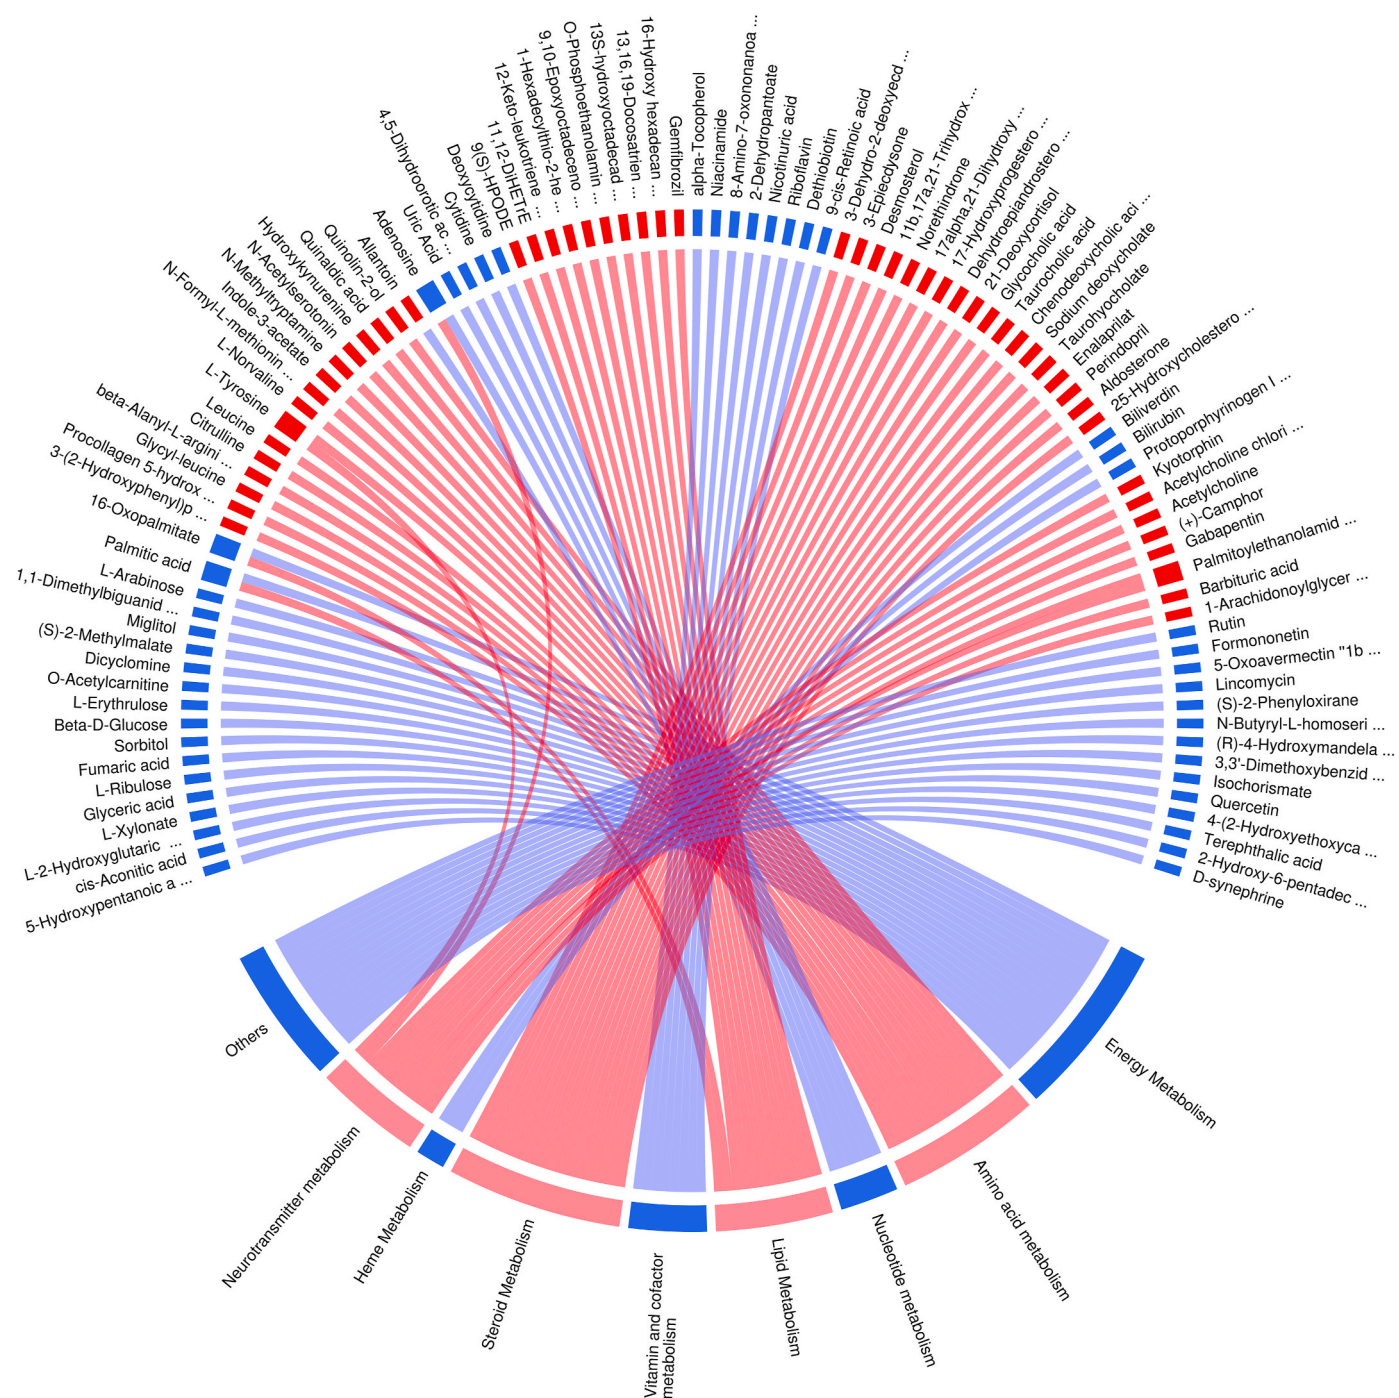 5-Hydroxypentanoic a ...
cis-Aconitic acid
L-2-Hydroxyglutaric ...
L-Xylonate
Glyceric acid
L-Ribulose
Fumaric acid
Sorbitol
Beta-D-Glucose
L-Erythrulose
O-Acetylcarnitine
Dicyclomine
(S)-2-Methylmalate
Miglitol
1,1-Dimethylbiguanid ...
L-Arabinose
Palmitic acid
16-Oxopalmitate
3-(2-Hydroxyphenyl)p ...
Procollagen 5-hydrox ...
Glycyl-leucine
beta-Alanyl-L-argini ...
Citrulline
Leucine
L-Tyrosine
L-Norvaline
N-Formyl-L-methionin ...
Indole-3-acetate
N-Methyltryptamine
N-Acetylserotonin
Hydroxykynurenine
Quinaldic acid
Quinolin-2-ol
Allantoin
Adenosine
Uric Acid
4,5-Dihydroorotic ac ...
Cytidine
Deoxycytidine
9(S)-HPODE
11,12-DiHETrE
12-Keto-leukotriene ...
1-Hexadecylthio-2-he ...
9,10-Epoxyoctadeceno ...
O-Phosphoethanolamin ...
13S-hydroxyoctadecad ...
13,16,19-Docosatrien ...
16-Hydroxy hexadecan ...
Gemfibrozil
alpha-Tocopherol
Niacinamide
8-Amino-7-oxononanoa ...
2-Dehydropantoate
Nicotinuric acid
Riboflavin
Dethiobiotin
9-cis-Retinoic acid
3-Dehydro-2-deoxyecd ...
3-Epiecdysone
Desmosterol
11b,17a,21-Trihydrox ...
Norethindrone
17alpha,21-Dihydroxy ...
17-Hydroxyprogestero ...
Dehydroepiandrostero ...
21-Deoxycortisol
Glycocholic acid
Taurocholic acid
Chenodeoxycholic aci ...
Sodium deoxycholate
Taurohyocholate
Enalaprilat
Perindopril
Aldosterone
25-Hydroxycholestero ...
Biliverdin
Bilirubin
Protoporphyrinogen I ...
Kyotorphin
Acetylcholine chlori ...
Acetylcholine
(+)-Camphor
Gabapentin
Palmitoylethanolamid ...
Barbituric acid
1-Arachidonoylglycer ...
Rutin
Formononetin
5-Oxoavermectin "1b ...
Lincomycin
(S)-2-Phenyloxirane
N-Butyryl-L-homoseri ...
(R)-4-Hydroxymandela ...
3,3'-Dimethoxybenzid ...
Isochorismate
Quercetin
4-(2-Hydroxyethoxyca ...
Terephthalic acid
2-Hydroxy-6-pentadec ...
D-synephrine
Others
Neurotransmitter metabolism
Heme Metabolism
Steroid Metabolism
Vitamin and cofactor
metabolism
Lipid Metabolism
Nucleotide metabolism
Amino acid metabolism
Energy Metabolism